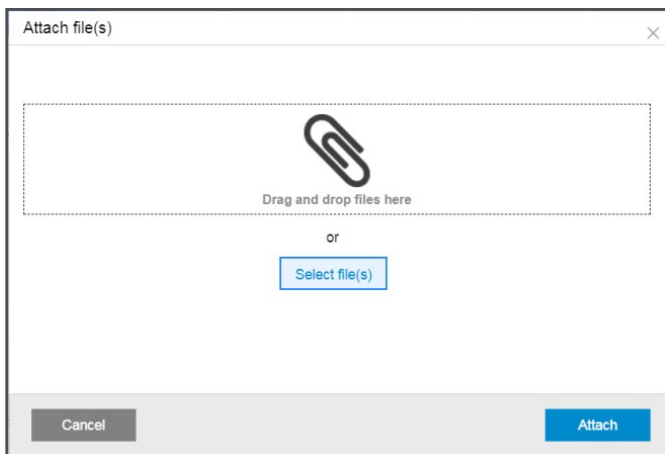 Attach file(s)
Drag and drop files here
or
Select file(s)
Cancel
Attach